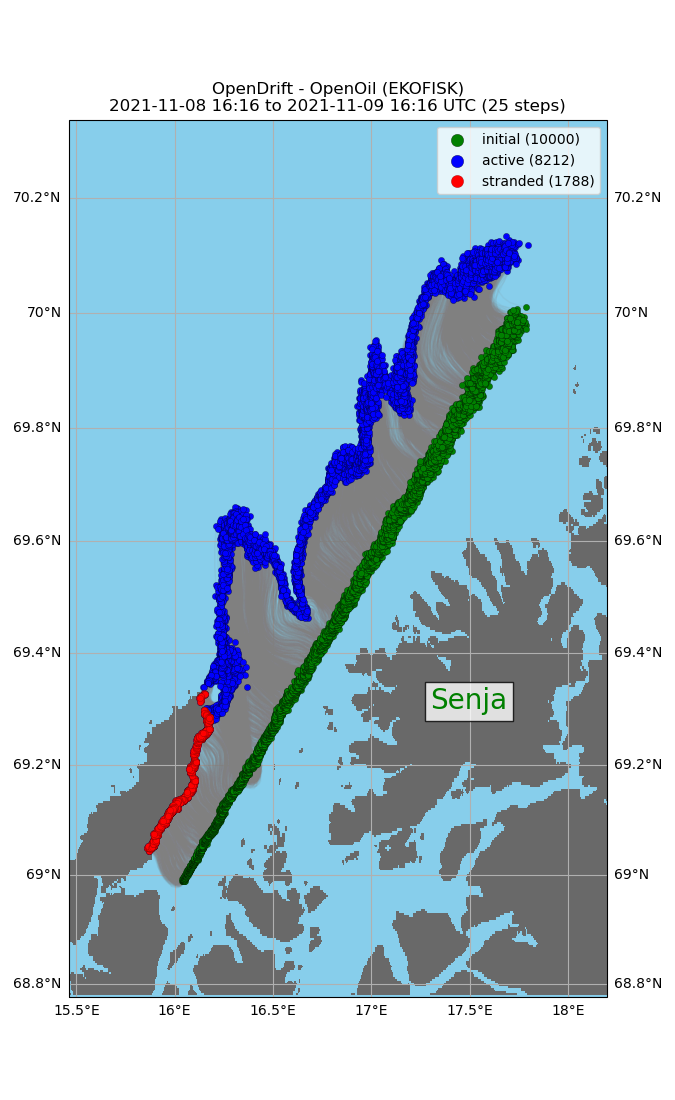 OpenDrift - OpenOil (EKOFISK)
2021-11-08 16:16 to 2021-11-09 16:16 UTC (25 steps)
initial (10000)
active (8212)
stranded (1788)
70.2°N 70.2°N
70°N 70°N
69.8°N 69.8°N
69.6°N 69.6°N
69.4°N 69.4°N
Senja
69.2°N 69.2°N
69°N 69°N
68.8°N 68.8°N
15.5°E 16°E 16.5°E 17°E 17.5°E 18°E